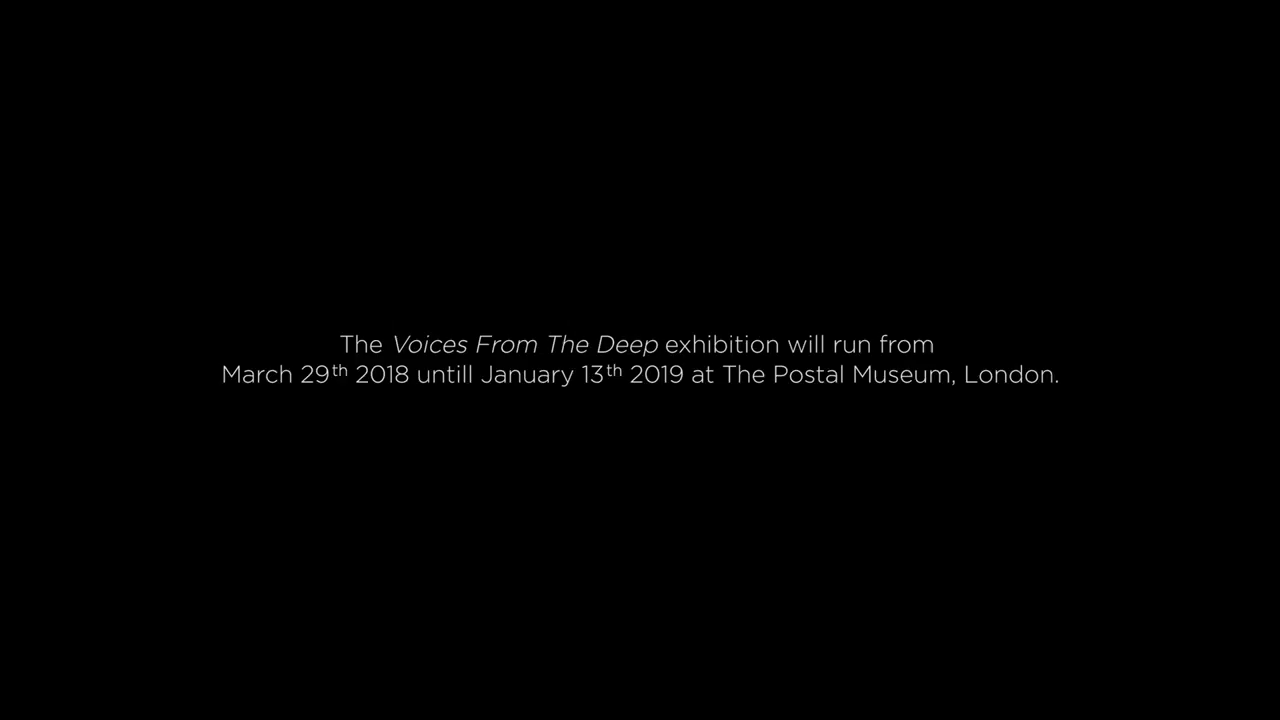 The Voices From The Deep exhibition will run from
March 29th 2018 untill January 13th 2019 at The Postal Museum, London.